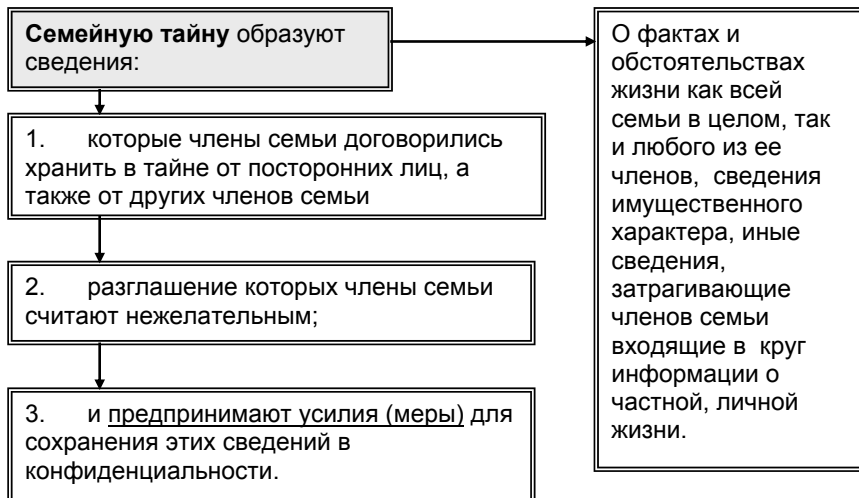 Семейную тайну образуют
сведения:
1. которые члены семьи договорились
хранить в тайне от посторонних лиц, а
также от других членов семьи
2. разглашение которых члены семьи
считают нежелательным;
3. и предпринимают усилия (меры) для
сохранения этих сведений в
конфиденциальности.
О фактах и
обстоятельствах
жизни как всей
семьи в целом, так
и любого из ее
членов, сведения
имущественного
характера, иные
сведения,
затрагивающие
членов семьи
входящие в круг
информации о
частной, личной
жизни.